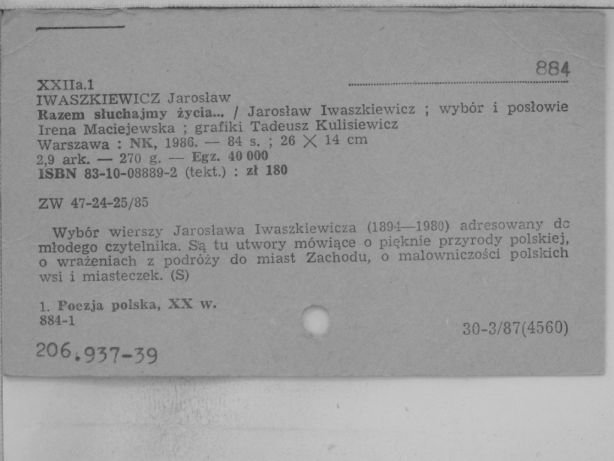 884
XXIIa.1
IWASZKIEWICZ Jarosław
Razem słuchajmy życia... / Jarosław Iwaszkiewicz ; wybór i posłowie
Irena Maciejewska ; grafiki Tadeusz Kulisiewicz
Warszawa : NK, 1986. — 84 s. ; 26 × 14 cm
2,9 ark. — 270 g. — Egz. 40 000
ISBN 83-10-08889-2 (tekt.) : zł 180
ZW 47-24-25/85
Wybór wierszy Jarosława Iwaszkiewicza (1894—1980) adresowany do
młodego czytelnika. Są tu utwory mówiące o pięknie przyrody polskiej,
o wrażeniach z podróży do miast Zachodu, o malowniczości polskich
wsi i miasteczek. (S)
1. Poezja polska, XX w.
884-1
30-3/87(4560)
206.937-39